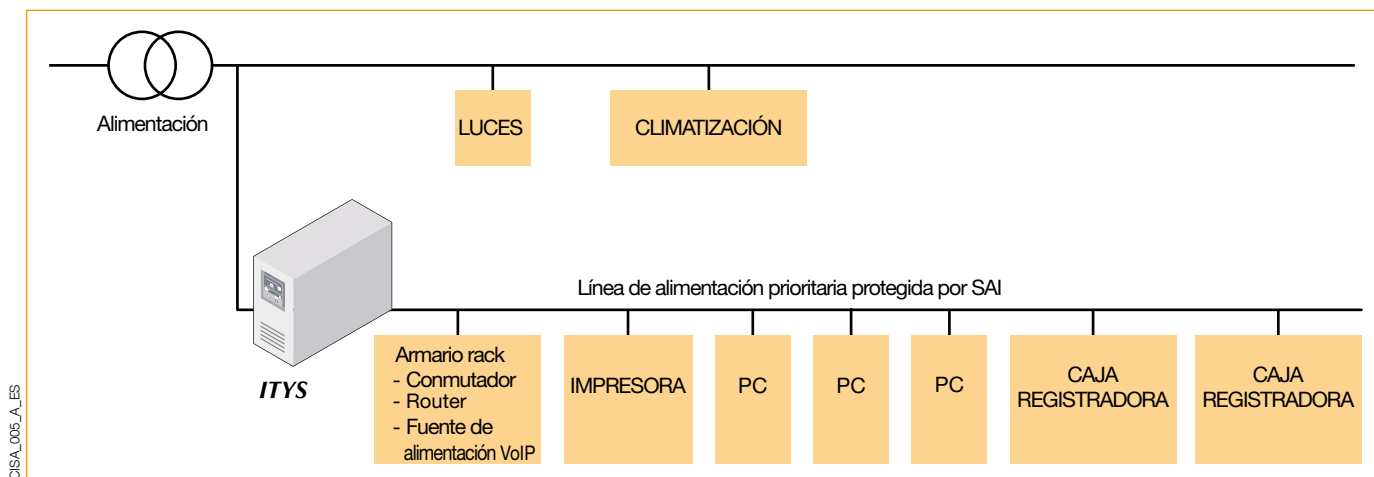 Alimentación
LUCES
CLIMATIZACIÓN
Línea de alimentación prioritaria protegida por SAI
ITYS
Armario rack
- Conmutador
- Router
- Fuente de
alimentación VoIP
IMPRESORA
PC
PC
PC
CAJA
REGISTRADORA
CAJA
REGISTRADORA
CISA_005_A_ES